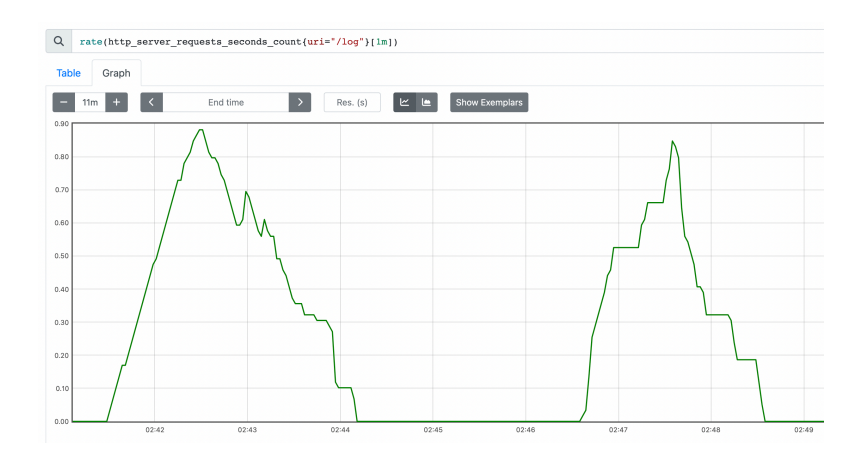 rate(http_server_requests_seconds_count{uri="/log"}[1m])
Table Graph
− 11m + < End time > Res. (s) Show Exemplars
0.90
0.80
0.70
0.60
0.50
0.40
0.30
0.20
0.10
0.00
02:42 02:43 02:44 02:45 02:46 02:47 02:48 02:49